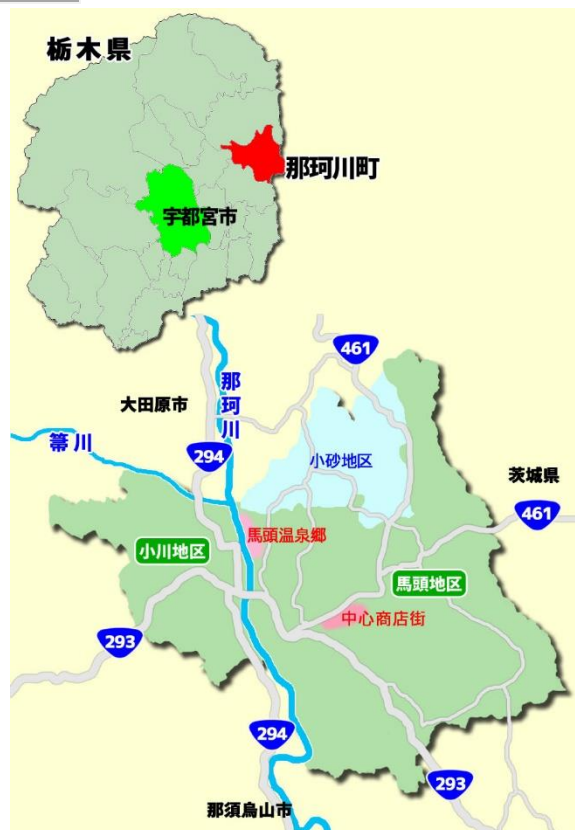 栃木県
那珂川町
宇都宮市
461
那珂川
大田原市
箒川
294
小砂地区
茨城県
461
馬頭温泉郷
小川地区
馬頭地区
中心商店街
293
294
293
那須烏山市